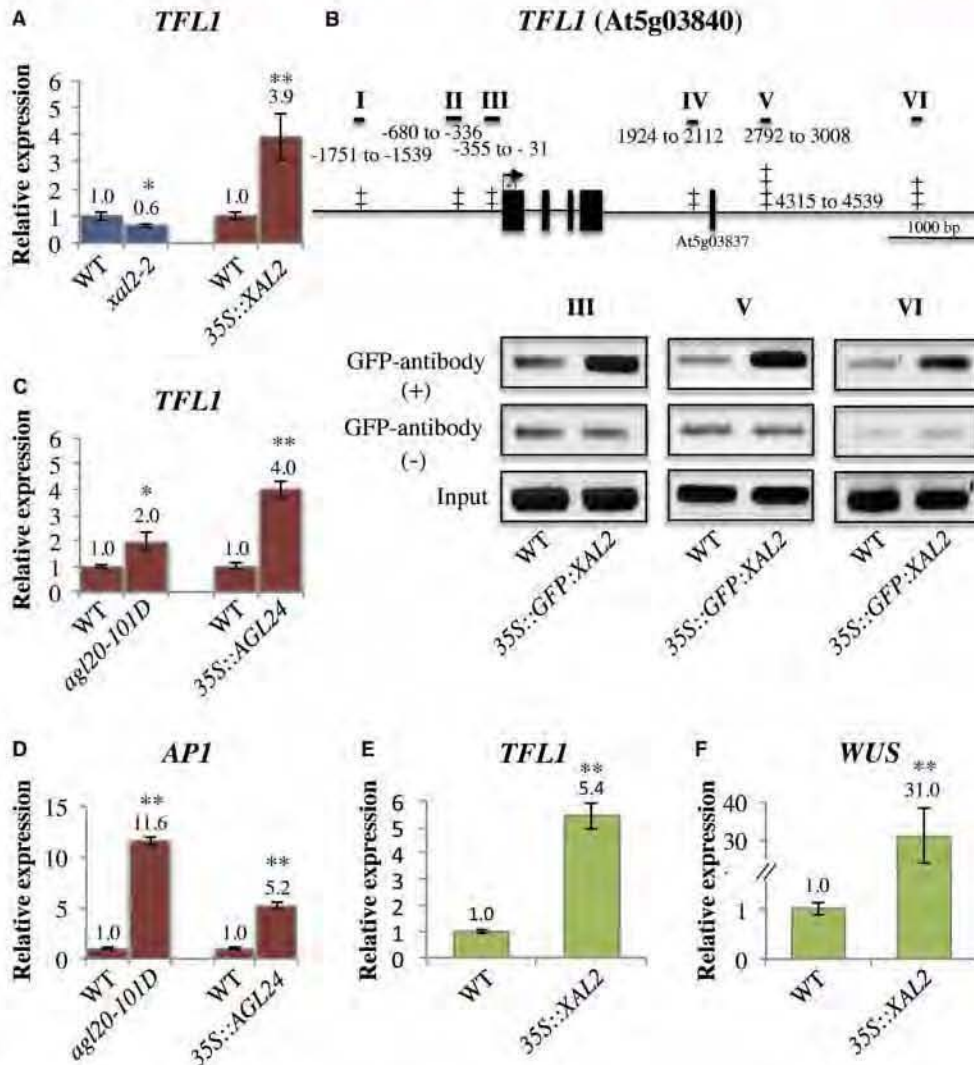 A
TFL1
Relative expression
6
5
4
3
2
1
0
1.0
*
0.6
1.0
**
3.9
WT
xal2-2
WT
35S::XAL2
B
TFL1 (At5g03840)
I
II
III
IV
V
VI
-1751 to -1539
-680 to -336
-355 to - 31
1924 to 2112
2792 to 3008
4315 to 4539
+1
At5g03837
1000 bp
III
V
VI
GFP-antibody
(+)
GFP-antibody
(-)
Input
WT
35S::GFP:XAL2
WT
35S::GFP:XAL2
WT
35S::GFP:XAL2
C
TFL1
Relative expression
6
5
4
3
2
1
0
1.0
*
2.0
1.0
**
4.0
WT
agl20-101D
WT
35S::AGL24
D
AP1
Relative expression
15
10
5
0
1.0
**
11.6
1.0
**
5.2
WT
agl20-101D
WT
35S::AGL24
E
TFL1
Relative expression
6
5
4
3
2
1
0
1.0
**
5.4
WT
35S::XAL2
F
WUS
Relative expression
40
30
1
0
1.0
**
31.0
WT
35S::XAL2